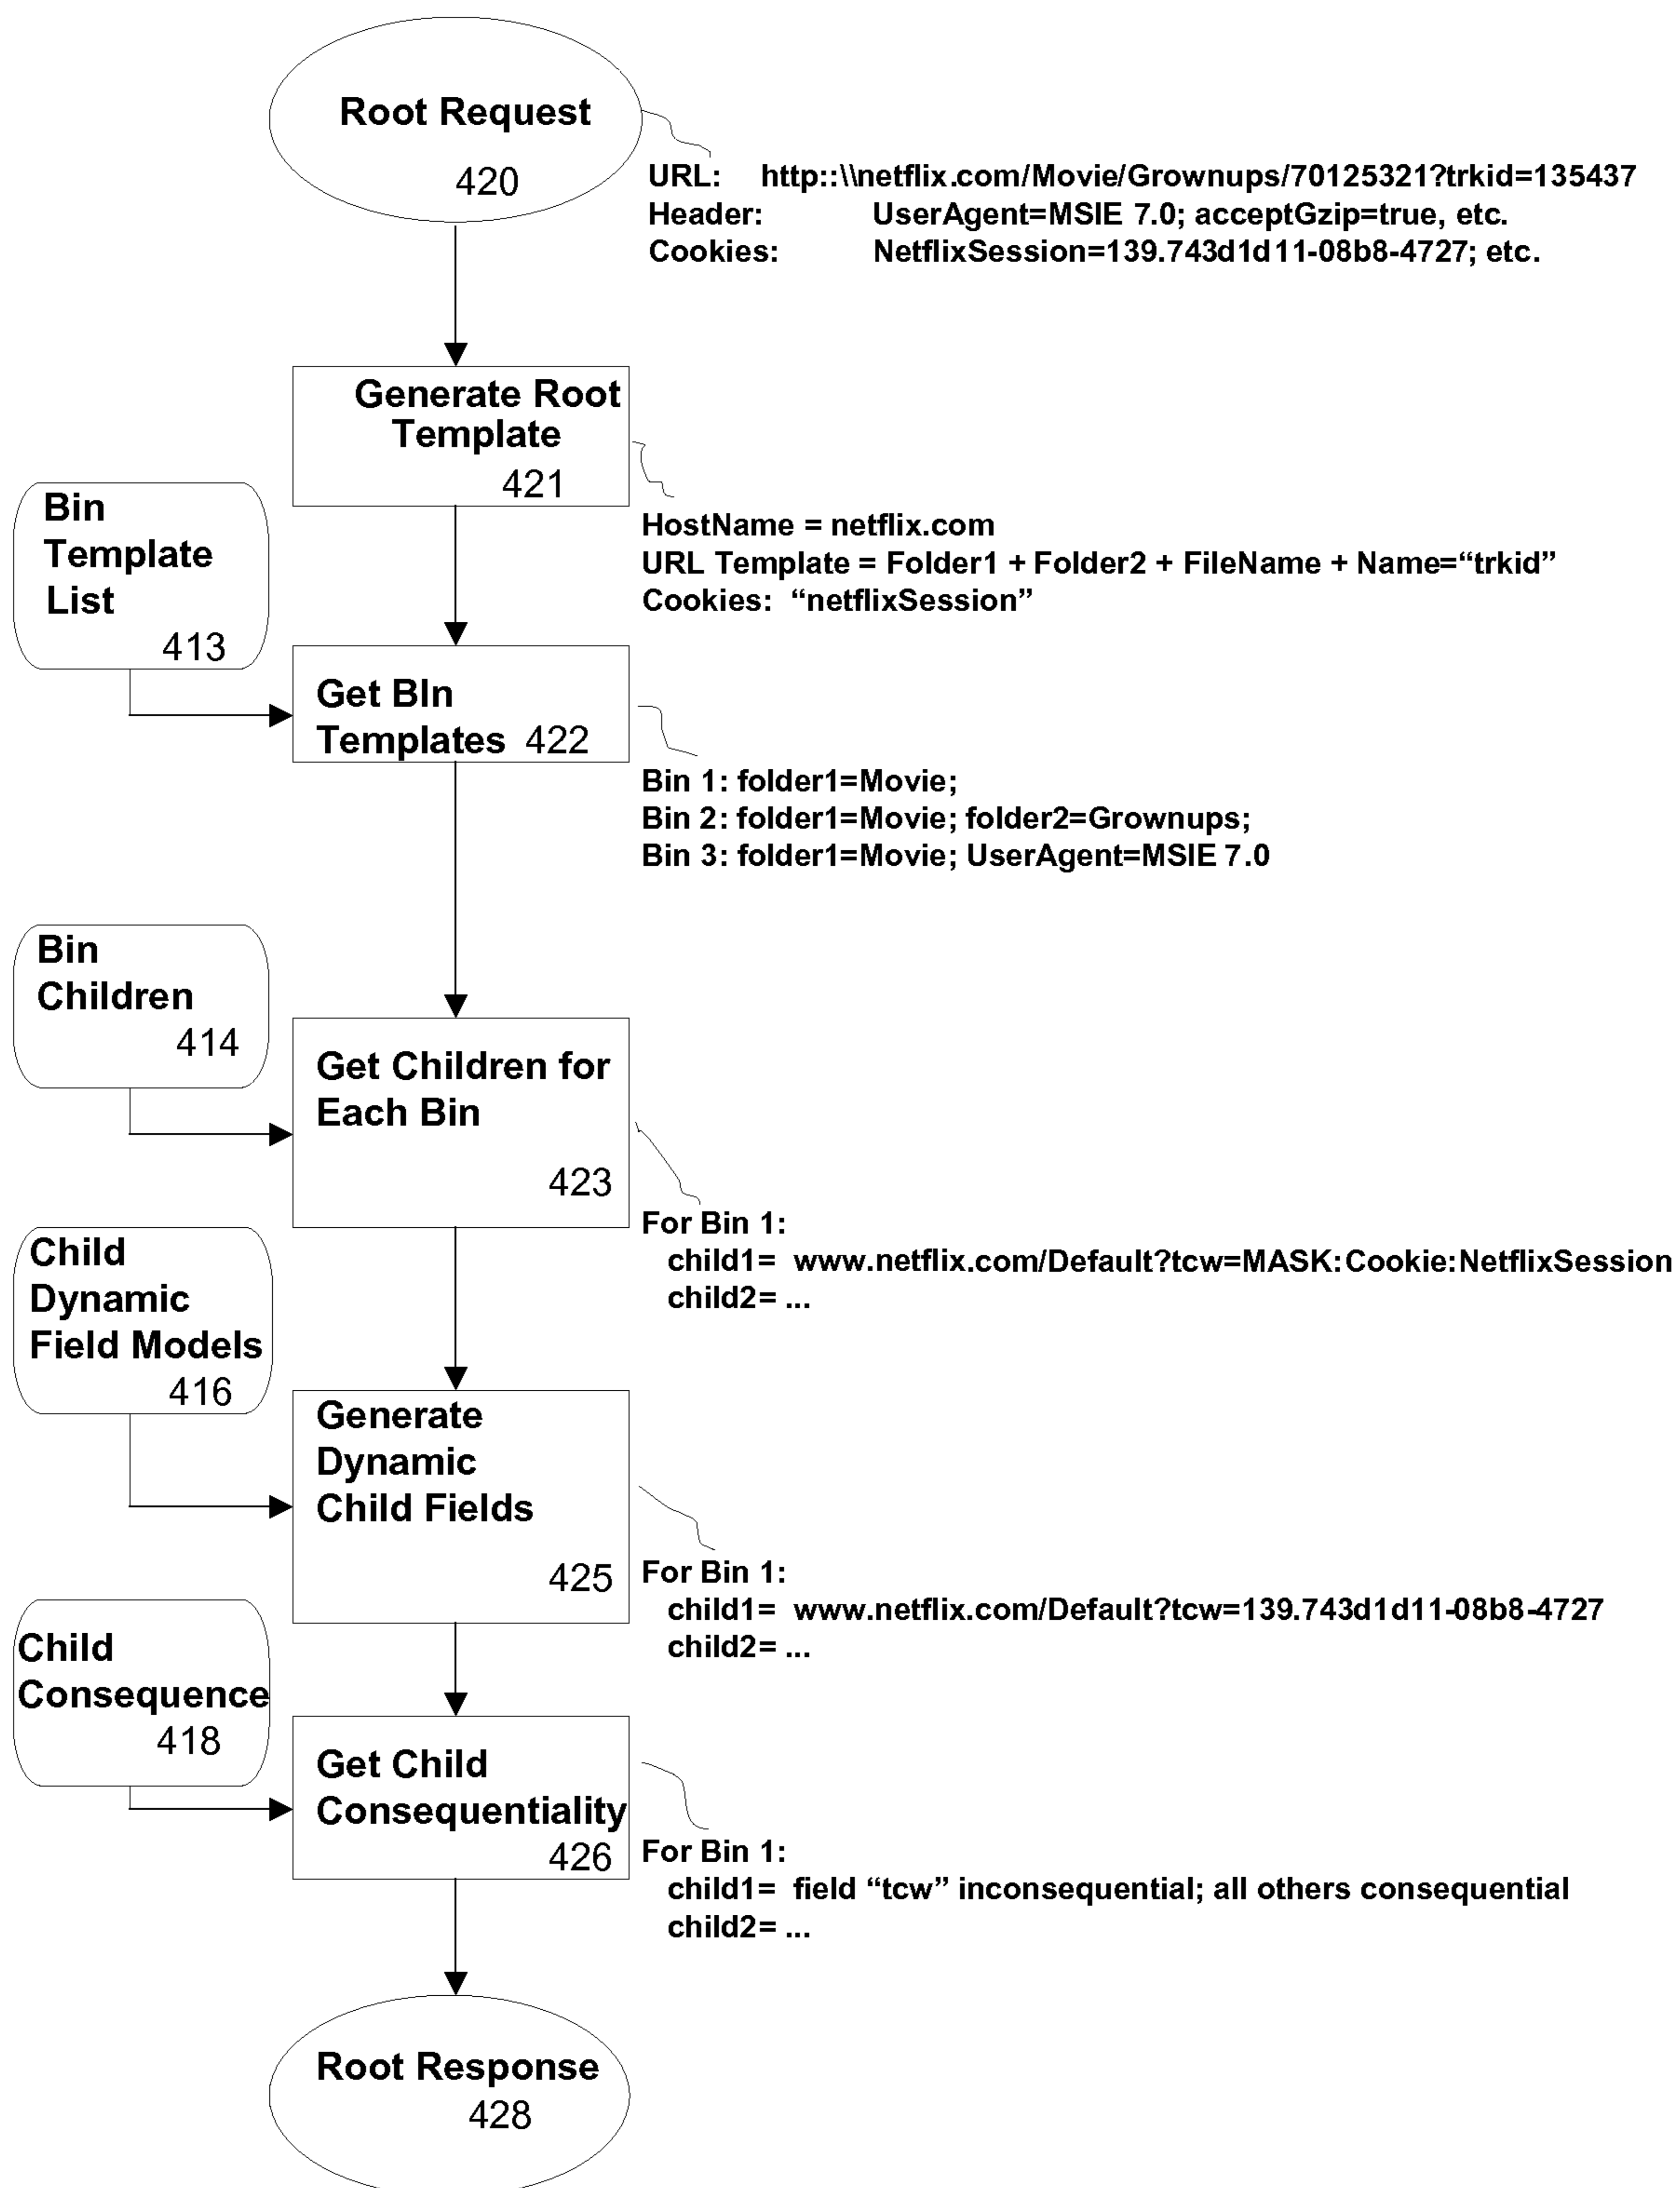 Root Request
420
URL: http::\\netflix.com/Movie/Grownups/70125321?trkid=135437
Header: UserAgent=MSIE 7.0; acceptGzip=true, etc.
Cookies: NetflixSession=139.743d1d11-08b8-4727; etc.
Generate Root
Template
421
HostName = netflix.com
URL Template = Folder1 + Folder2 + FileName + Name=“trkid”
Cookies: “netflixSession”
Bin
Template
List
413
Get BIn
Templates 422
Bin 1: folder1=Movie;
Bin 2: folder1=Movie; folder2=Grownups;
Bin 3: folder1=Movie; UserAgent=MSIE 7.0
Bin
Children
414
Get Children for
Each Bin
423
For Bin 1:
child1= www.netflix.com/Default?tcw=MASK:Cookie:NetflixSession
child2= ...
Child
Dynamic
Field Models
416
Generate
Dynamic
Child Fields
425
For Bin 1:
child1= www.netflix.com/Default?tcw=139.743d1d11-08b8-4727
child2= ...
Child
Consequence
418
Get Child
Consequentiality
426
For Bin 1:
child1= field “tcw” inconsequential; all others consequential
child2= ...
Root Response
428